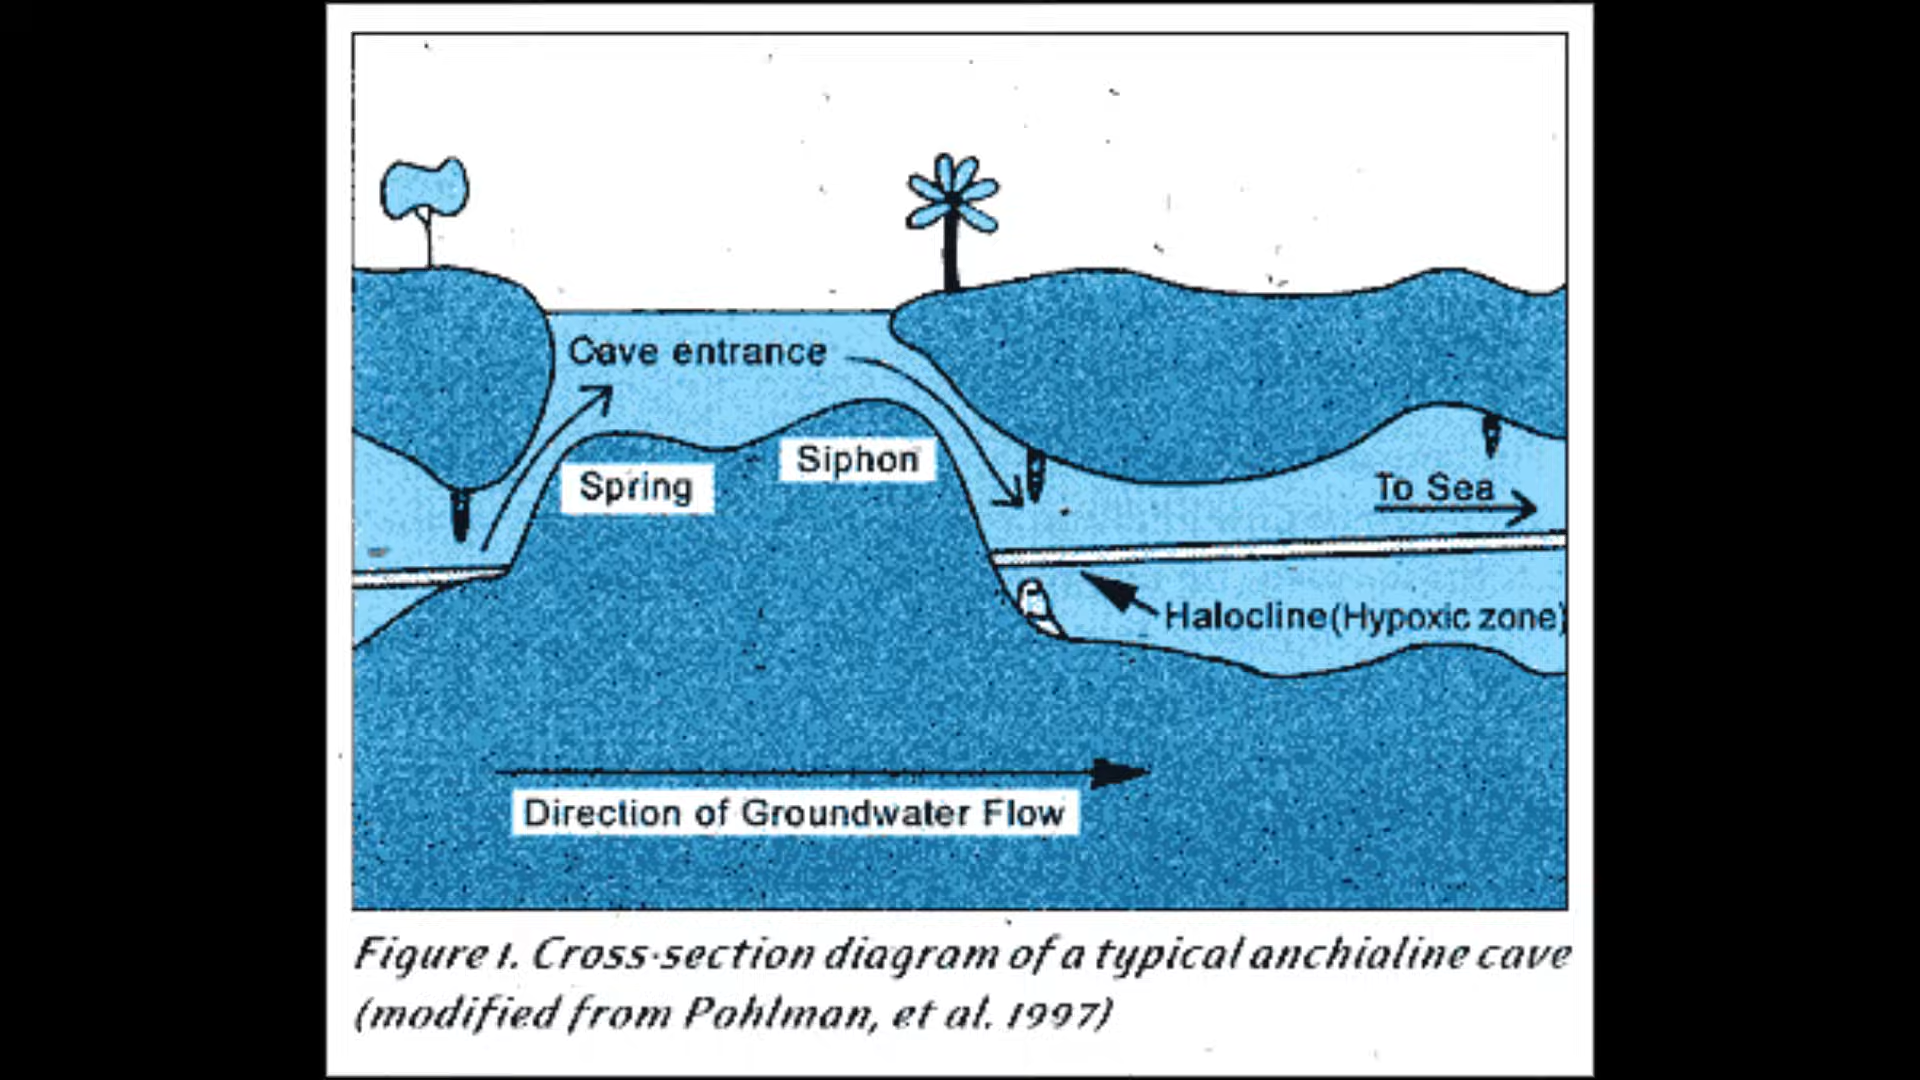 Cave entrance
Siphon
Spring
To Sea
Halocline(Hypoxic zone)
Direction of Groundwater Flow
Figure 1. Cross-section diagram of a typical anchialine cave
(modified from Pohlman, et al. 1997)